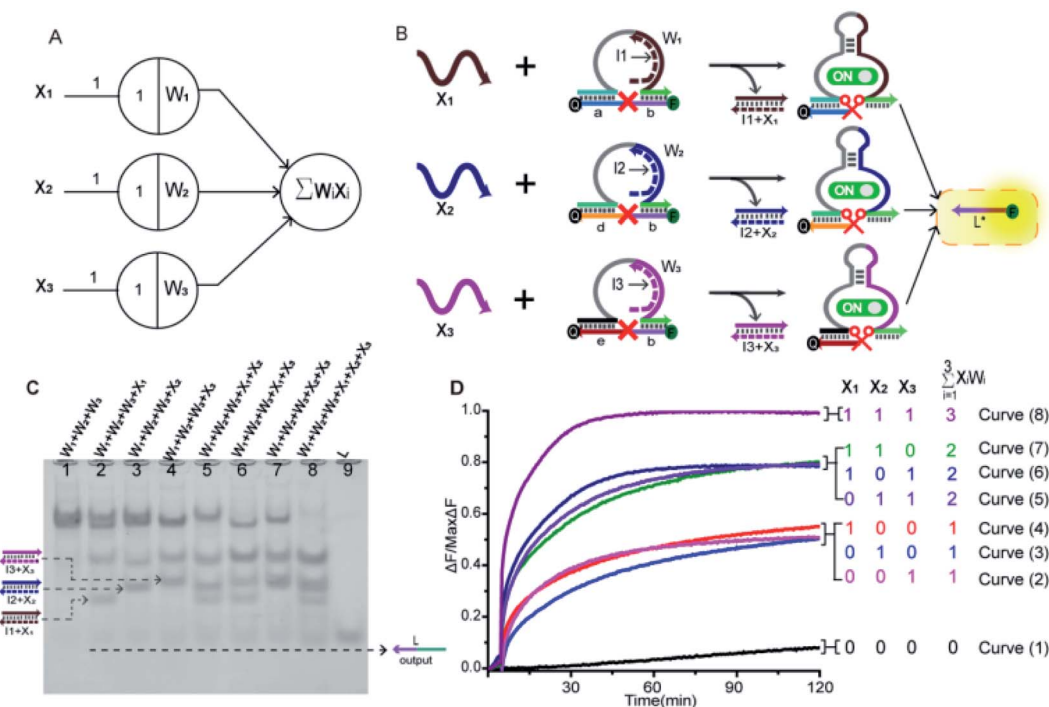 A
X₁
1
1
W₁
X₂
1
1
W₂
∑WᵢXᵢ
X₃
1
1
W₃
B
X₁
+
I1
W₁
Q
a
b
F
I1+X₁
ON
Q
X₂
+
I2
W₂
Q
d
b
F
I2+X₂
ON
Q
L*
F
X₃
+
I3
W₃
Q
e
b
F
I3+X₃
ON
Q
C
W₁+W₂+W₃
W₁+W₂+W₃+X₁
W₁+W₂+W₃+X₂
W₁+W₂+W₃+X₃
W₁+W₂+W₃+X₁+X₂
W₁+W₂+W₃+X₁+X₃
W₁+W₂+W₃+X₂+X₃
W₁+W₂+W₃+X₁+X₂+X₃
L
1 2 3 4 5 6 7 8 9
I3+X₃
I2+X₂
I1+X₁
L
output
D
X₁ X₂ X₃ 3∑i=1 XᵢWᵢ
1 1 1 3 Curve (8)
1 1 0 2 Curve (7)
1 0 1 2 Curve (6)
0 1 1 2 Curve (5)
1 0 0 1 Curve (4)
0 1 0 1 Curve (3)
0 0 1 1 Curve (2)
0 0 0 0 Curve (1)
ΔF/MaxΔF
1.0
0.8
0.6
0.4
0.2
0.0
30 60 90 120
Time(min)